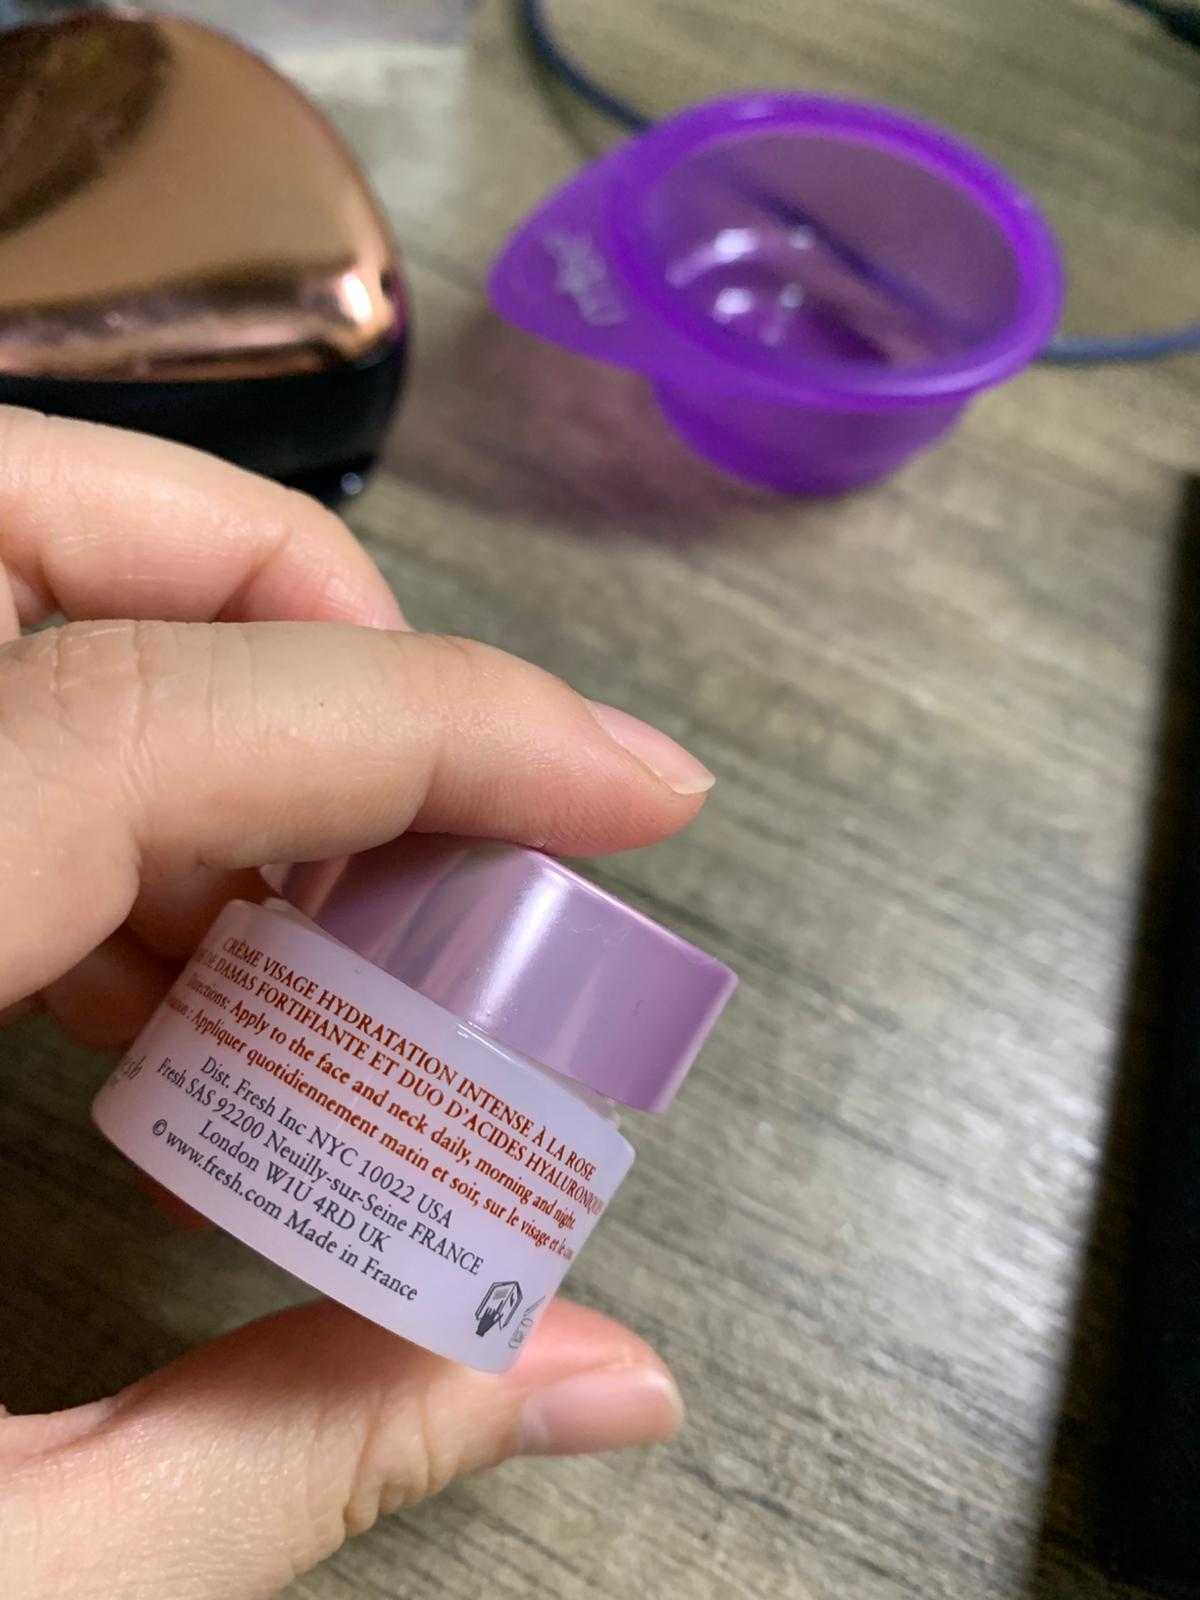 CRÈME VISAGE HYDRATATION INTENSE À LA ROSE
DE DAMAS FORTIFIANTE ET DUO D'ACIDES HYALURONIQUES
Directions: Apply to the face and neck daily, morning and night.
: Appliquer quotidiennement matin et soir, sur le visage et le cou.
Dist. Fresh Inc NYC 10022 USA
Fresh SAS 92200 Neuilly-sur-Seine FRANCE
London W1U 4RD UK
© www.fresh.com Made in France